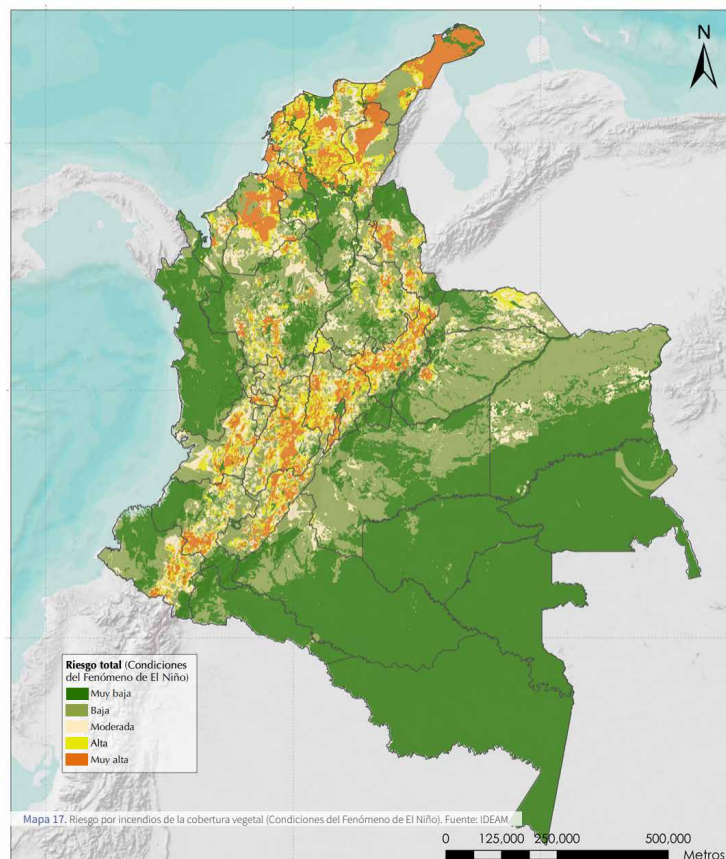 N
Riesgo total (Condiciones
del Fenómeno de El Niño)
Muy baja
Baja
Moderada
Alta
Muy alta
Mapa 17. Riesgo por incendios de la cobertura vegetal (Condiciones del Fenómeno de El Niño). Fuente: IDEAM.
0 125,000 250,000 500,000
Metros